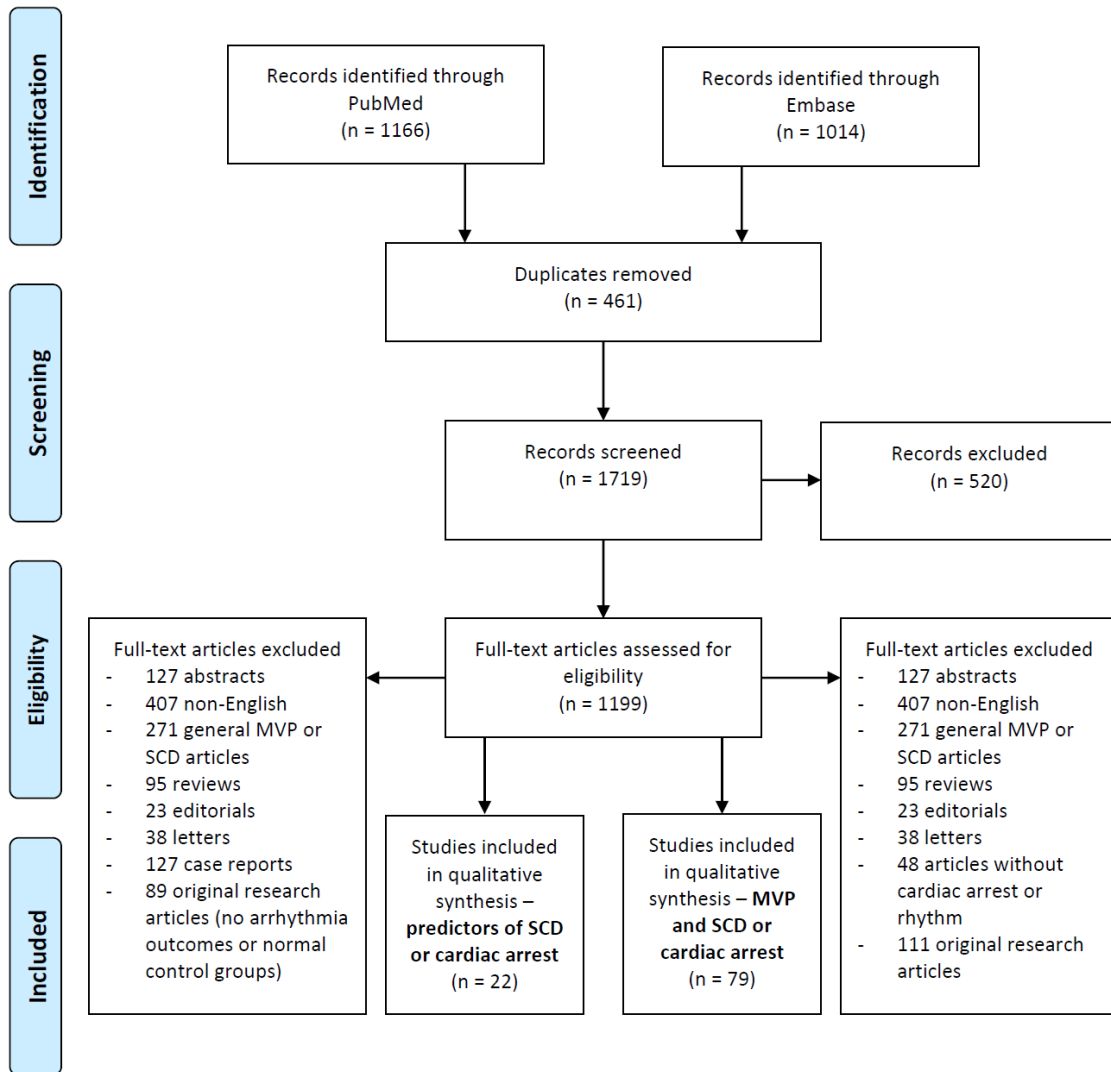 Identification
Records identified through
PubMed
(n = 1166)
Records identified through
Embase
(n = 1014)
Duplicates removed
(n = 461)
Screening
Records screened
(n = 1719)
Records excluded
(n = 520)
Eligibility
Full-text articles excluded
- 127 abstracts
- 407 non-English
- 271 general MVP or
SCD articles
- 95 reviews
- 23 editorials
- 38 letters
- 127 case reports
- 89 original research
articles (no arrhythmia
outcomes or normal
control groups)
Full-text articles assessed for
eligibility
(n = 1199)
Full-text articles excluded
- 127 abstracts
- 407 non-English
- 271 general MVP or
SCD articles
- 95 reviews
- 23 editorials
- 38 letters
- 48 articles without
cardiac arrest or
rhythm
- 111 original research
articles
Included
Studies included
in qualitative
synthesis –
predictors of SCD
or cardiac arrest
(n = 22)
Studies included
in qualitative
synthesis – MVP
and SCD or
cardiac arrest
(n = 79)